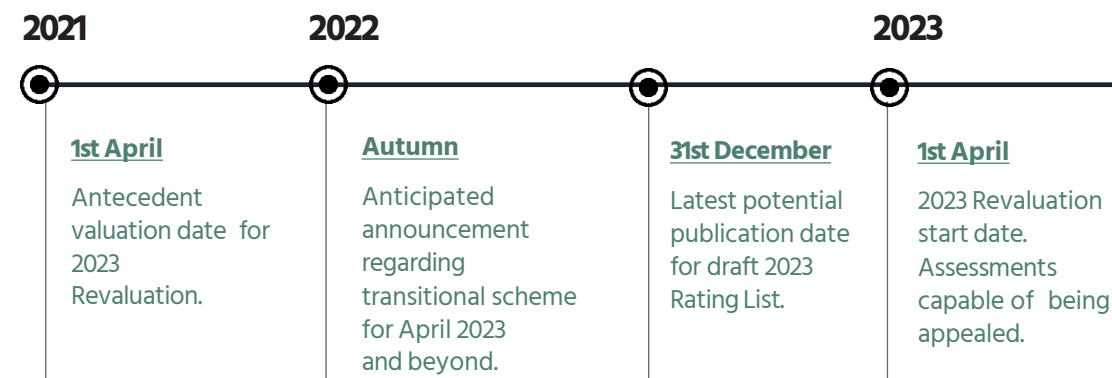 2021
2022
2023
1st April
Antecedent
valuation date for
2023
Revaluation.
Autumn
Anticipated
announcement
regarding
transitional scheme
for April 2023
and beyond.
31st December
Latest potential
publication date
for draft 2023
Rating List.
1st April
2023 Revaluation
start date.
Assessments
capable of being
appealed.